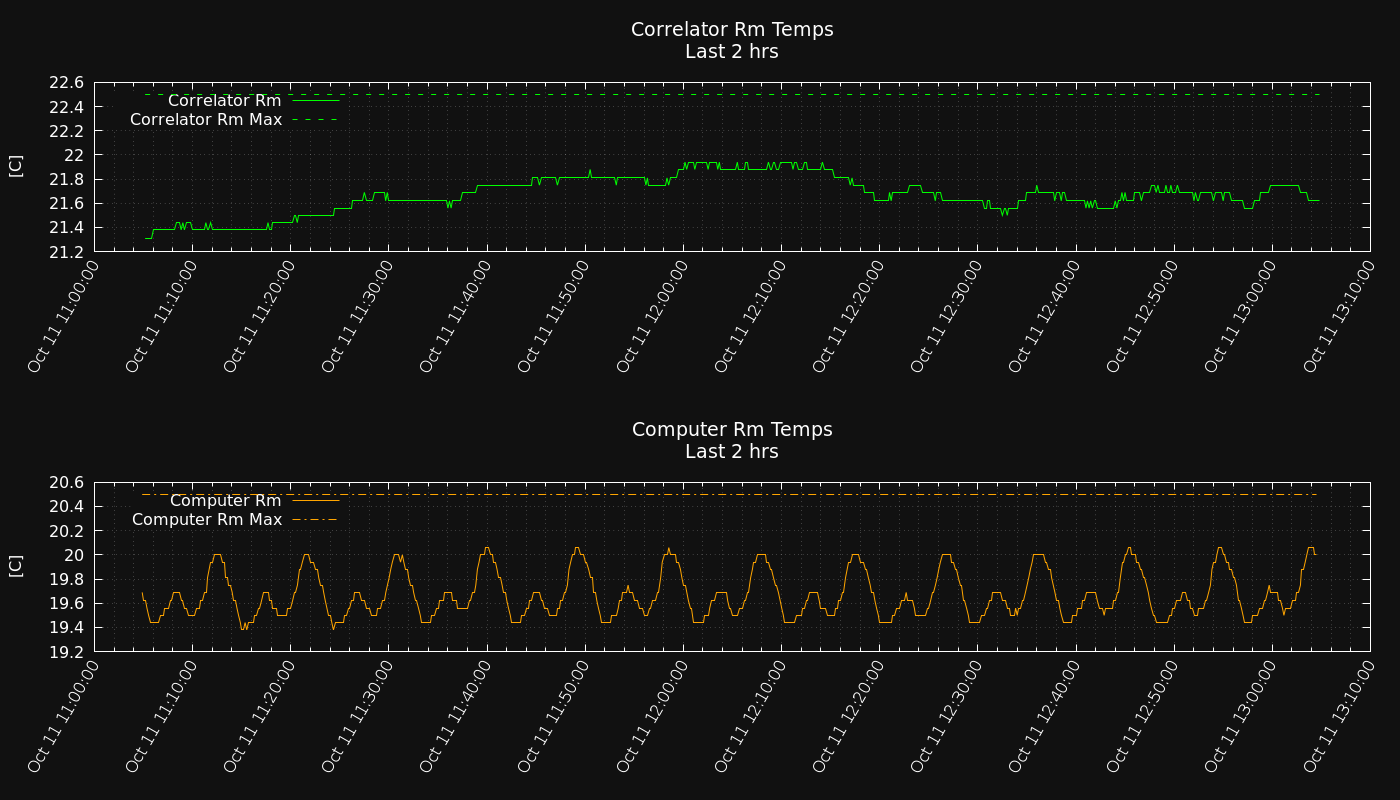 Correlator Rm Temps
Last 2 hrs
22.6
22.4
22.2
22
21.8
21.6
21.4
21.2
[C]
Correlator Rm
Correlator Rm Max
Oct 11 11:00:00
Oct 11 11:10:00
Oct 11 11:20:00
Oct 11 11:30:00
Oct 11 11:40:00
Oct 11 11:50:00
Oct 11 12:00:00
Oct 11 12:10:00
Oct 11 12:20:00
Oct 11 12:30:00
Oct 11 12:40:00
Oct 11 12:50:00
Oct 11 13:00:00
Oct 11 13:10:00
Computer Rm Temps
Last 2 hrs
20.6
20.4
20.2
20
19.8
19.6
19.4
19.2
[C]
Computer Rm
Computer Rm Max
Oct 11 11:00:00
Oct 11 11:10:00
Oct 11 11:20:00
Oct 11 11:30:00
Oct 11 11:40:00
Oct 11 11:50:00
Oct 11 12:00:00
Oct 11 12:10:00
Oct 11 12:20:00
Oct 11 12:30:00
Oct 11 12:40:00
Oct 11 12:50:00
Oct 11 13:00:00
Oct 11 13:10:00